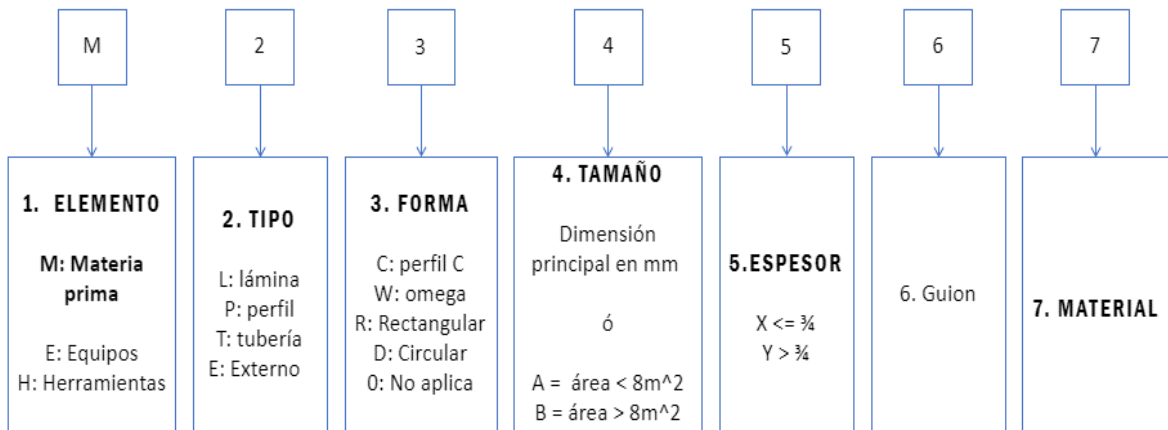 M
2
3
4
5
6
7
1. ELEMENTO
M: Materia
prima
E: Equipos
H: Herramientas
2. TIPO
L: lámina
P: perfil
T: tubería
E: Externo
3. FORMA
C: perfil C
W: omega
R: Rectangular
D: Circular
0: No aplica
4. TAMAÑO
Dimensión
principal en mm
ó
A = área < 8m^2
B = área > 8m^2
5.ESPESOR
X <= ¾
Y > ¾
6. Guion
7. MATERIAL